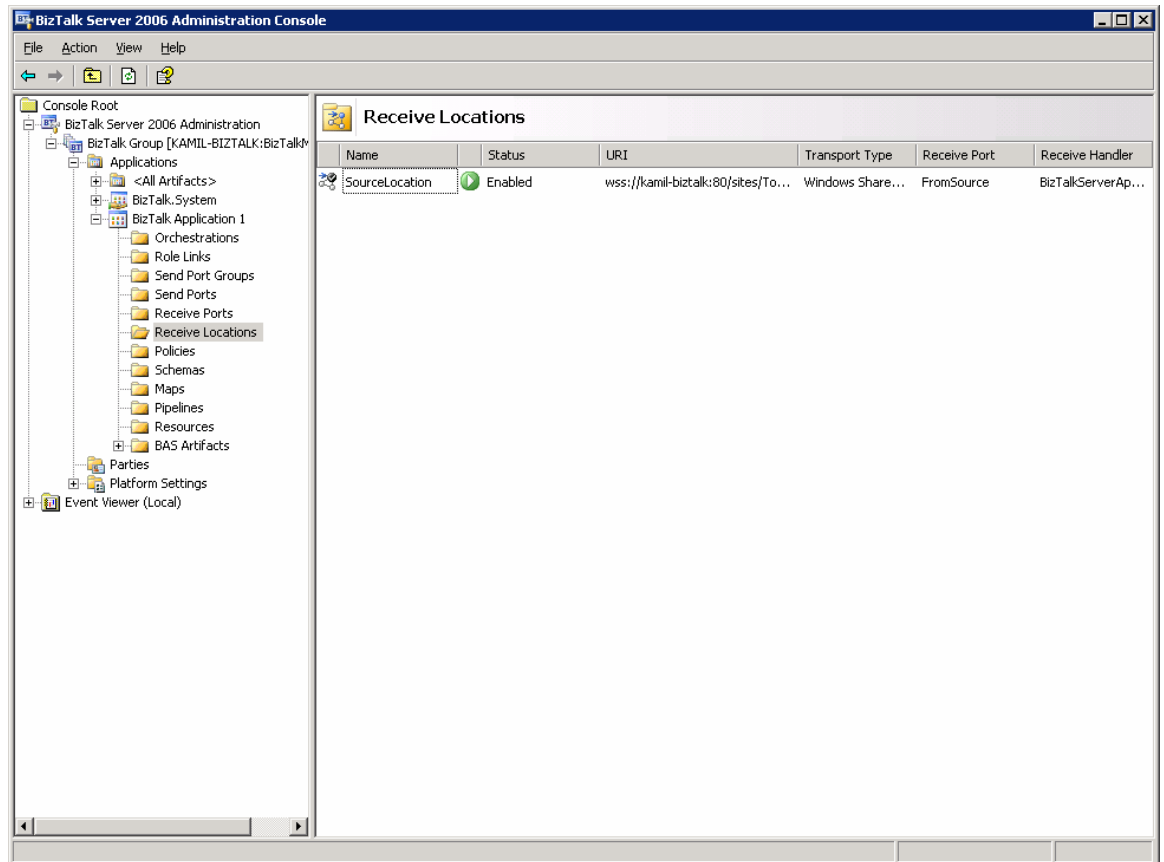 BizTalk Server 2006 Administration Console
File Action View Help
Console Root
BizTalk Server 2006 Administration
BizTalk Group [KAMIL-BIZTALK:BizTalkM
Applications
<All Artifacts>
BizTalk.System
BizTalk Application 1
Orchestrations
Role Links
Send Port Groups
Send Ports
Receive Ports
Receive Locations
Policies
Schemas
Maps
Pipelines
Resources
BAS Artifacts
Parties
Platform Settings
Event Viewer (Local)
Receive Locations
Name Status URI Transport Type Receive Port Receive Handler
SourceLocation Enabled wss://kamil-biztalk:80/sites/To... Windows Share... FromSource BizTalkServerAp...